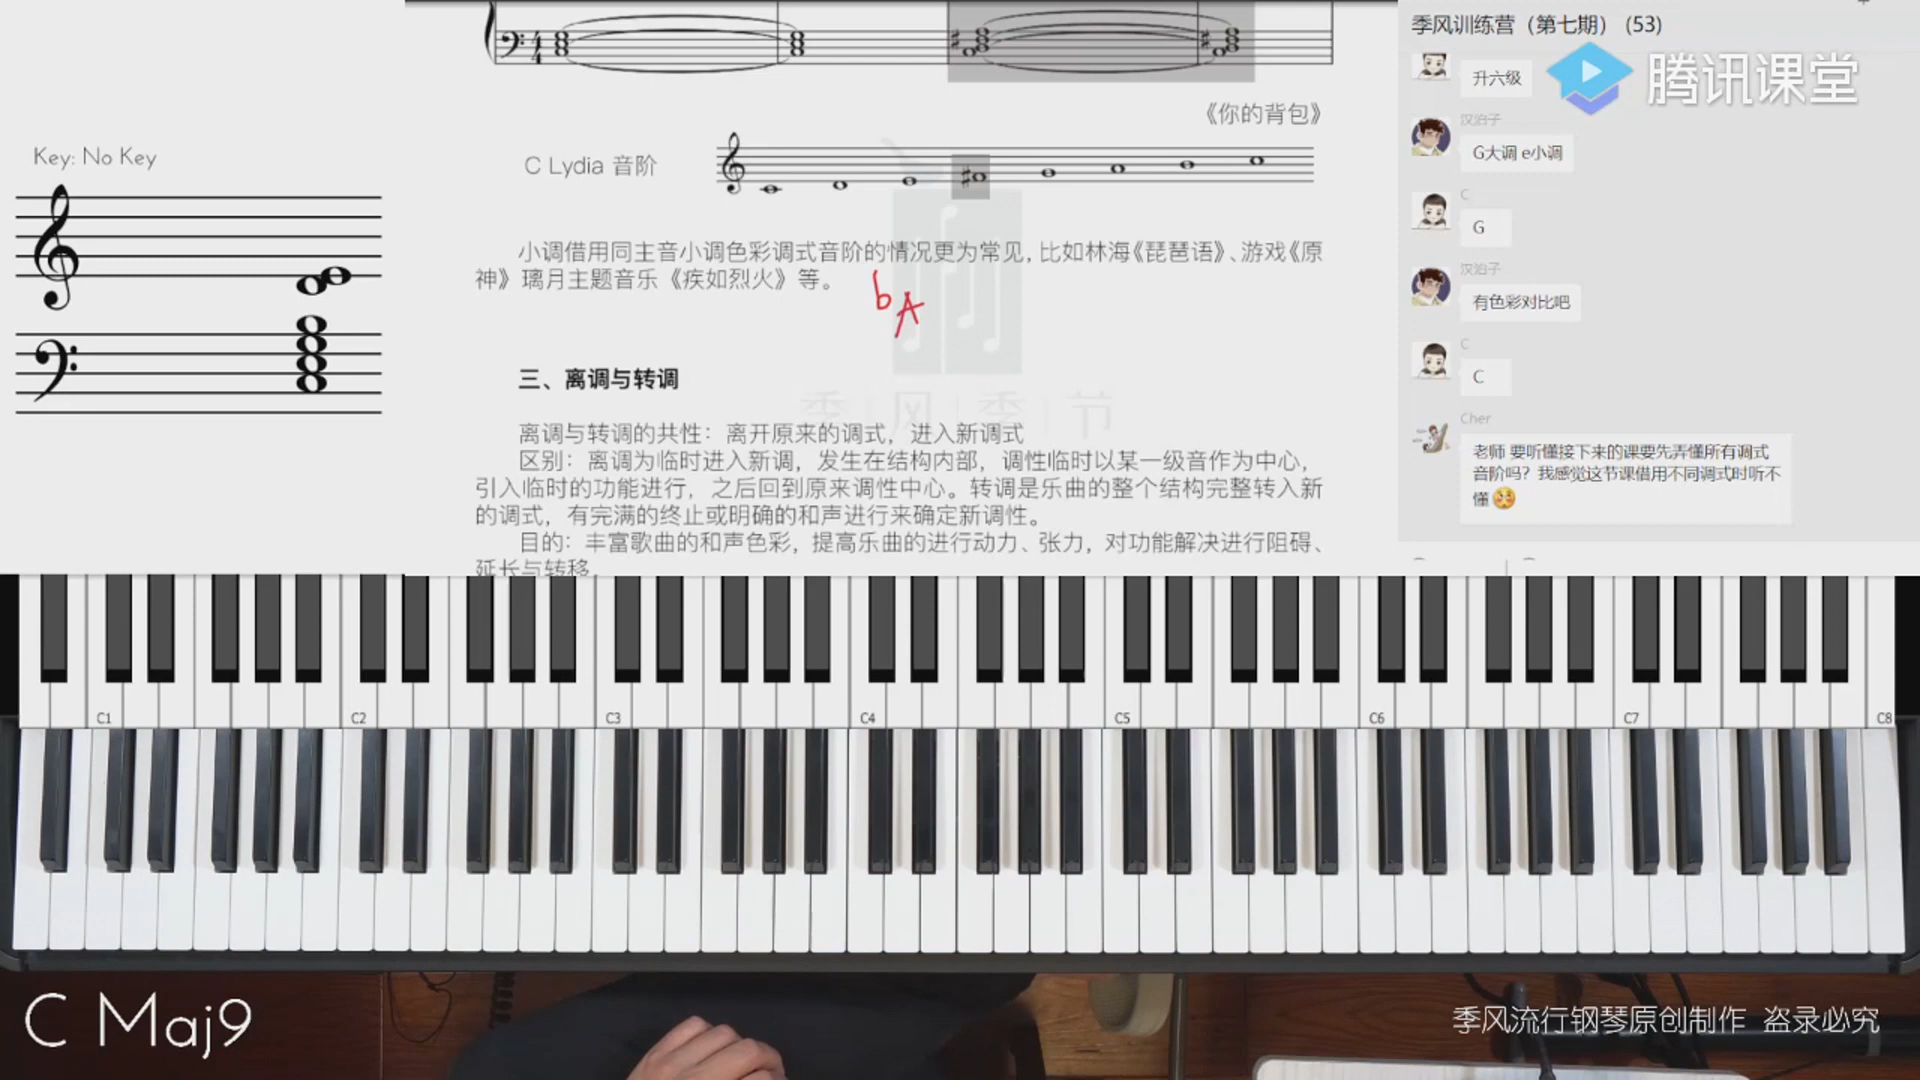 季风训练营（第七期）(53)
升六级
腾讯课堂
《你的背包》
汉治子
G大调 e小调
Key: No Key
C Lydia 音阶
C
G
小调借用同主音小调色彩调式音阶的情况更为常见，比如林海《琵琶语》、游戏《原
神》璃月主题音乐《疾如烈火》等。
bA
汉治子
有色彩对比吧
C
C
三、离调与转调
季风季节
Cher
老师 要听懂接下来的课要先弄懂所有调式
音阶吗？我感觉这节课借用不同调式时听不
懂
离调与转调的共性：离开原来的调式，进入新调式
区别：离调为临时进入新调，发生在结构内部，调性临时以某一级音作为中心，
引入临时的功能进行，之后回到原来调性中心。转调是乐曲的整个结构完整转入新
的调式，有完满的终止或明确的和声进行来确定新调性。
目的：丰富歌曲的和声色彩，提高乐曲的进行动力、张力，对功能解决进行阻碍、
延长与转移。
C1 C2 C3 C4 C5 C6 C7 C8
C Maj9
季风流行钢琴原创制作 盗录必究